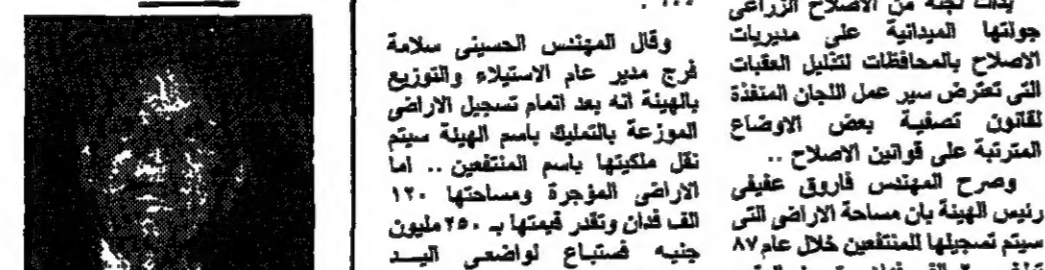 بدأت لجنة من الاصلاح الزراعى
جولتها الميدانية على مديريات
الاصلاح بالمحافظات لتذليل العقبات
التى تعترض سير عمل اللجان المنفذة
لقانون تصفية بعض الاوضاع
المترتبة على قوانين الاصلاح ..
وصرح المهندس فاروق عفيفى
رئيس الهيئة بان مساحة الاراضى التى
سيتم تسجيلها للمنتفعين خلال عام ٨٧
وقال المهندس الحسينى سلامة
فرج مدير عام الاستيلاء والتوزيع
بالهيئة انه بعد اتمام تسجيل الاراضى
الموزعة بالتمليك باسم الهيئة سيتم
نقل ملكيتها باسم المنتفعين .. اما
الاراضى المؤجرة ومساحتها ١٢٠
الف فدان وتقدر قيمتها بـ ٢٥٠ مليون
جنيه فستباع لواضعى اليد